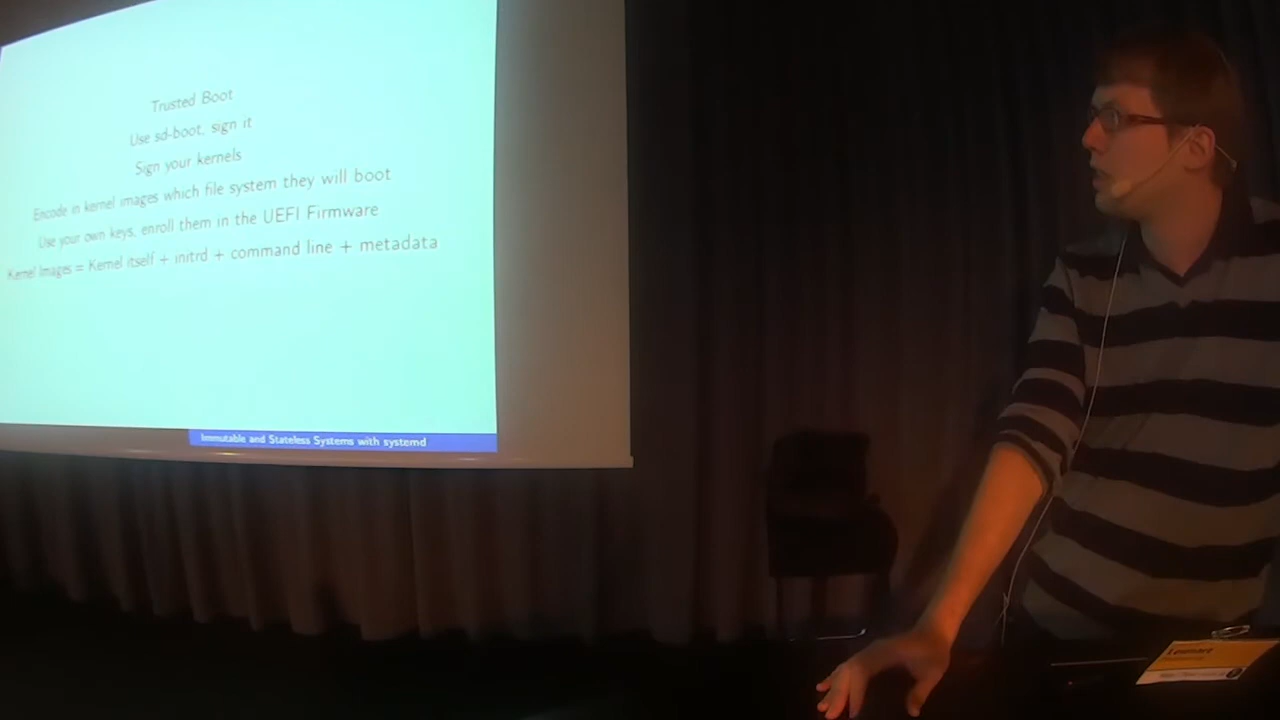 Trusted Boot
Use sd-boot, sign it
Sign your kernels
Encode in kernel images which file system they will boot
Use your own keys, enroll them in the UEFI Firmware
Kernel Images = Kernel itself + initrd + command line + metadata
Immutable and Stateless Systems with systemd